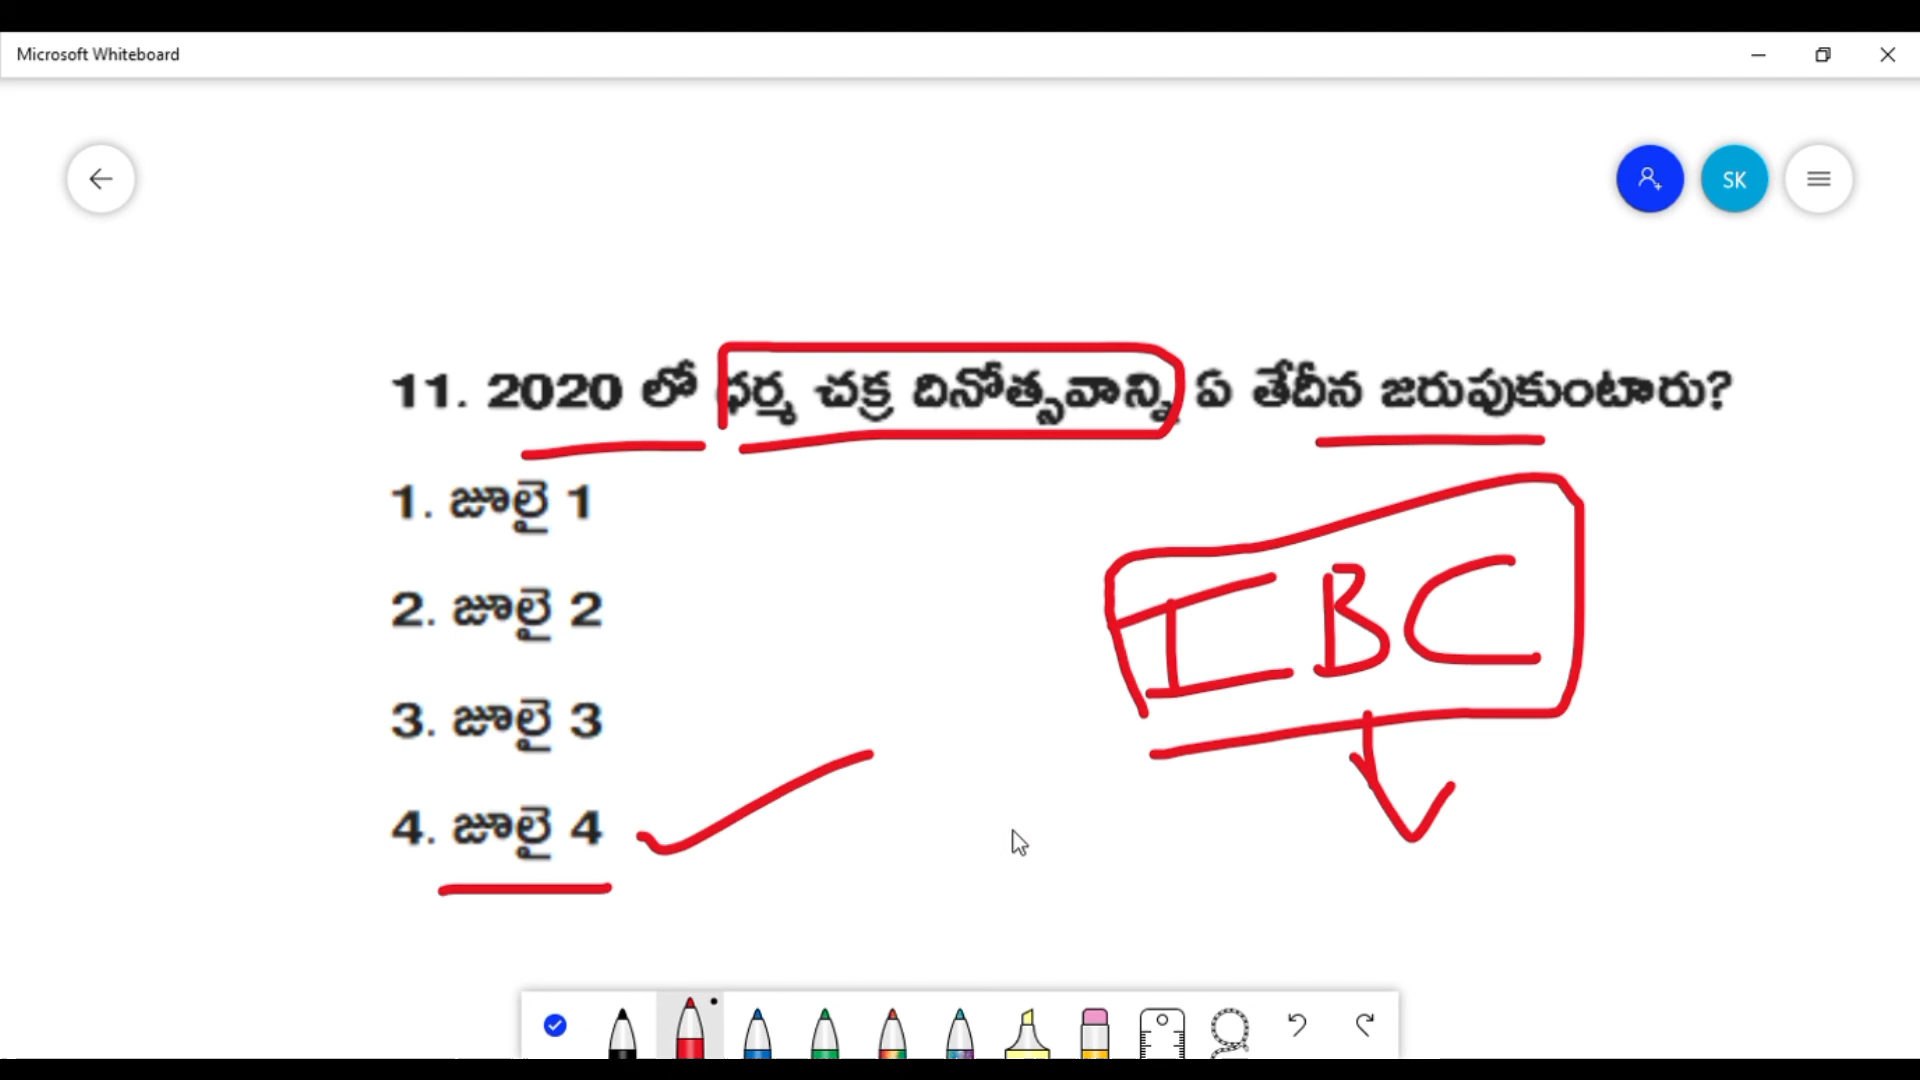 Microsoft Whiteboard
SK
11. 2020 లో ధర్మ చక్ర దినోత్సవాన్ని ఏ తేదీన జరుపుకుంటారు?
1. జూలై 1
2. జూలై 2
IBC
3. జూలై 3
4. జూలై 4